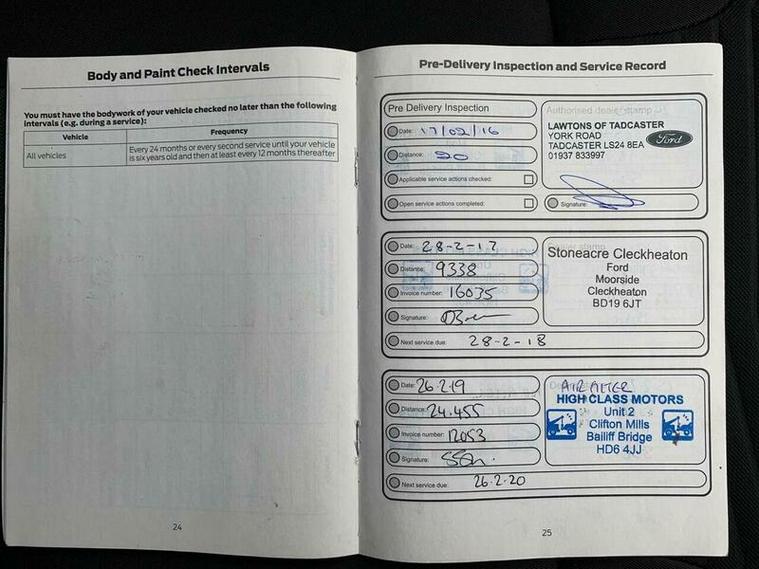 Body and Paint Check Intervals
You must have the bodywork of your vehicle checked no later than the following
intervals (e.g. during a service):
Vehicle Frequency
All vehicles Every 24 months or every second service until your vehicle
is six years old and then at least every 12 months thereafter
24
Pre-Delivery Inspection and Service Record
Pre Delivery Inspection
Date: 17/02/16
Distance: 20
Applicable service actions checked:
Open service actions completed:
Authorised dealer stamp
LAWTONS OF TADCASTER
YORK ROAD
TADCASTER LS24 8EA
01937 833997
Ford
Signature:
Date: 28-2-17
Distance: 9338
Invoice number: 16035
Signature:
Next service due: 28-2-18
Stoneacre Cleckheaton
Ford
Moorside
Cleckheaton
BD19 6JT
Date: 26.2.19
Distance: 24.455
Invoice number: 12053
Signature:
Next service due: 26.2.20
AIR FILTER
HIGH CLASS MOTORS
Unit 2
Clifton Mills
Bailiff Bridge
HD6 4JJ
25